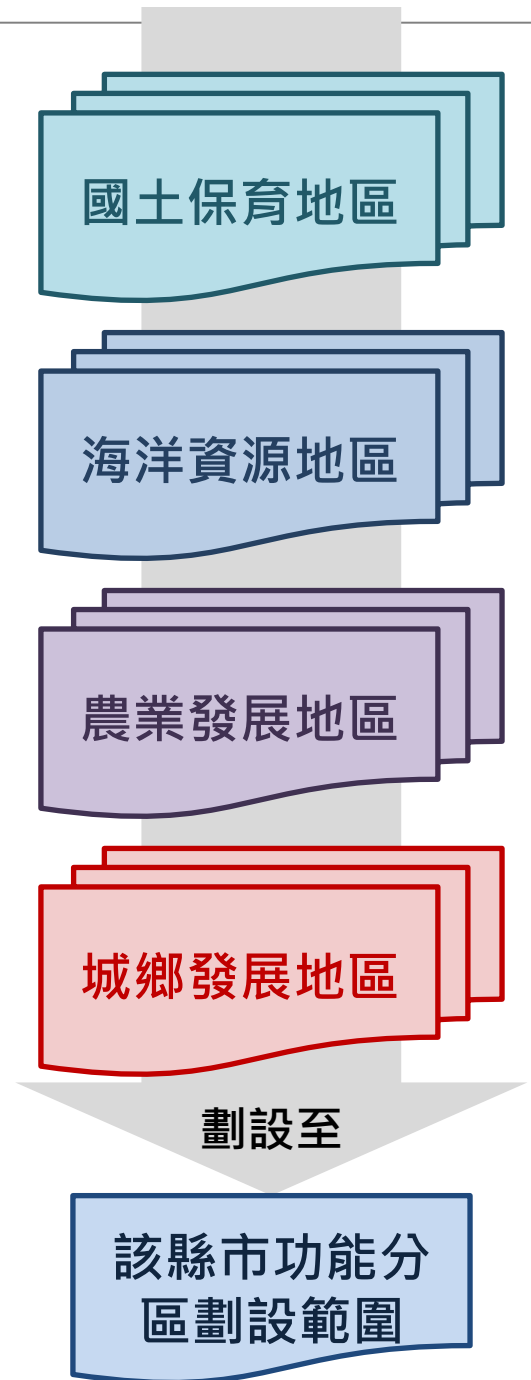 國土保育地區
海洋資源地區
農業發展地區
城鄉發展地區
劃設至
該縣市功能分
區劃設範圍